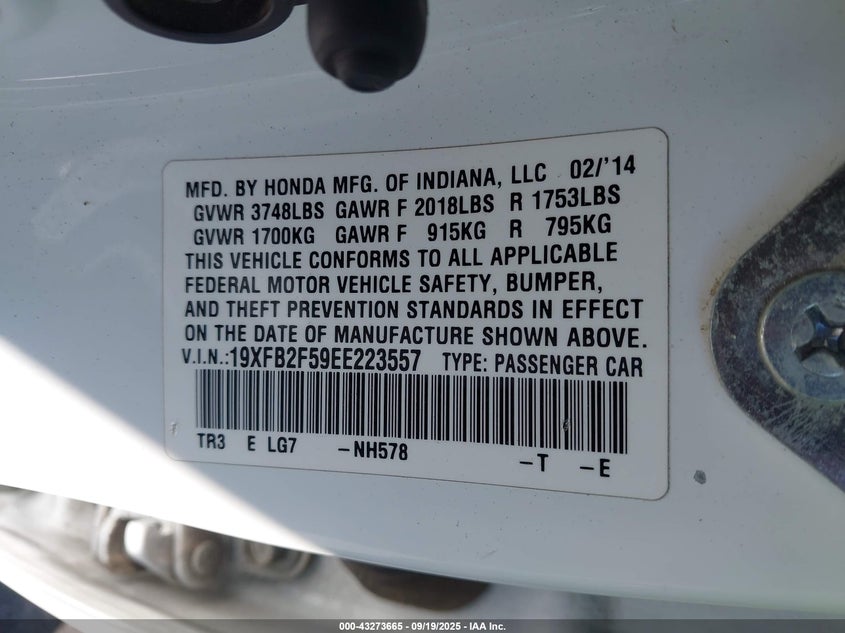 MFD. BY HONDA MFG. OF INDIANA, LLC 02/'14
GVWR 3748LBS GAWR F 2018LBS R 1753LBS
GVWR 1700KG GAWR F 915KG R 795KG
THIS VEHICLE CONFORMS TO ALL APPLICABLE
FEDERAL MOTOR VEHICLE SAFETY, BUMPER,
AND THEFT PREVENTION STANDARDS IN EFFECT
ON THE DATE OF MANUFACTURE SHOWN ABOVE.
V.I.N.:19XFB2F59EE223557 TYPE: PASSENGER CAR
TR3 E LG7 -NH578 -T -E
000-43273665 - 09/19/2025 - IAA Inc.